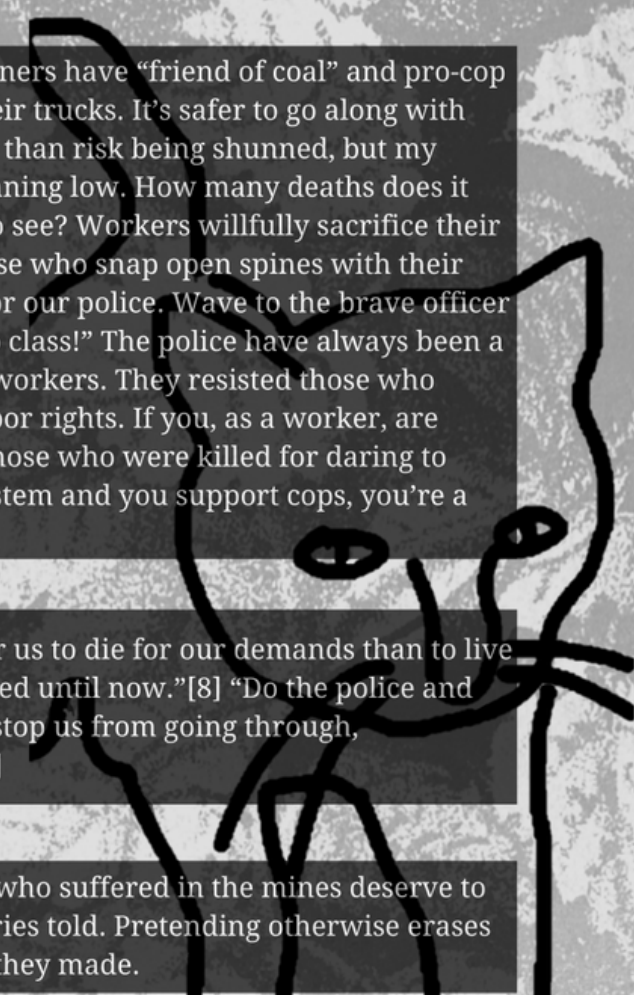 ners have “friend of coal” and pro-cop
eir trucks. It’s safer to go along with
than risk being shunned, but my
ning low. How many deaths does it
o see? Workers willfully sacrifice their
se who snap open spines with their
or our police. Wave to the brave officer
class!” The police have always been a
workers. They resisted those who
oor rights. If you, as a worker, are
hose who were killed for daring to
stem and you support cops, you’re a
r us to die for our demands than to live
ed until now.”[8] “Do the police and
stop us from going through,
]
who suffered in the mines deserve to
ries told. Pretending otherwise erases
they made.